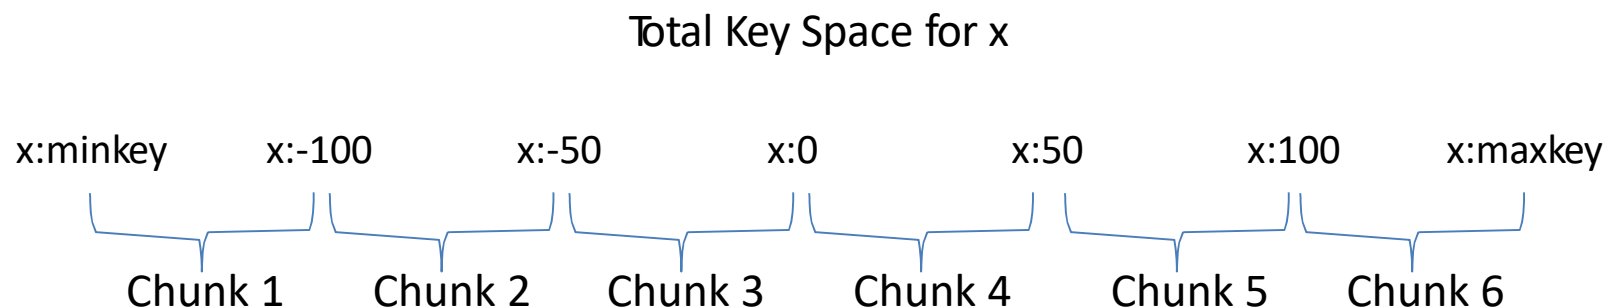 Total Key Space for x
x:minkey x:-100 x:-50 x:0 x:50 x:100 x:maxkey
Chunk 1 Chunk 2 Chunk 3 Chunk 4 Chunk 5 Chunk 6